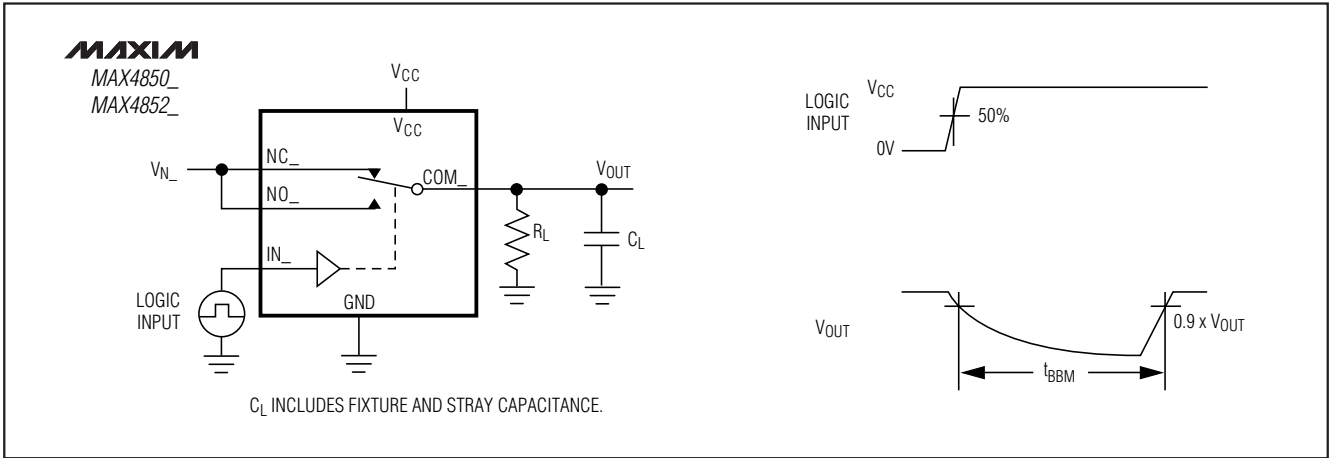 MAXIM
MAX4850_
MAX4852_
VCC
VCC
VN_
NC_
NO_
COM_
VOUT
RL
CL
IN_
GND
LOGIC
INPUT
CL INCLUDES FIXTURE AND STRAY CAPACITANCE.
LOGIC
INPUT
VCC
50%
0V
VOUT
0.9 x VOUT
tBBM